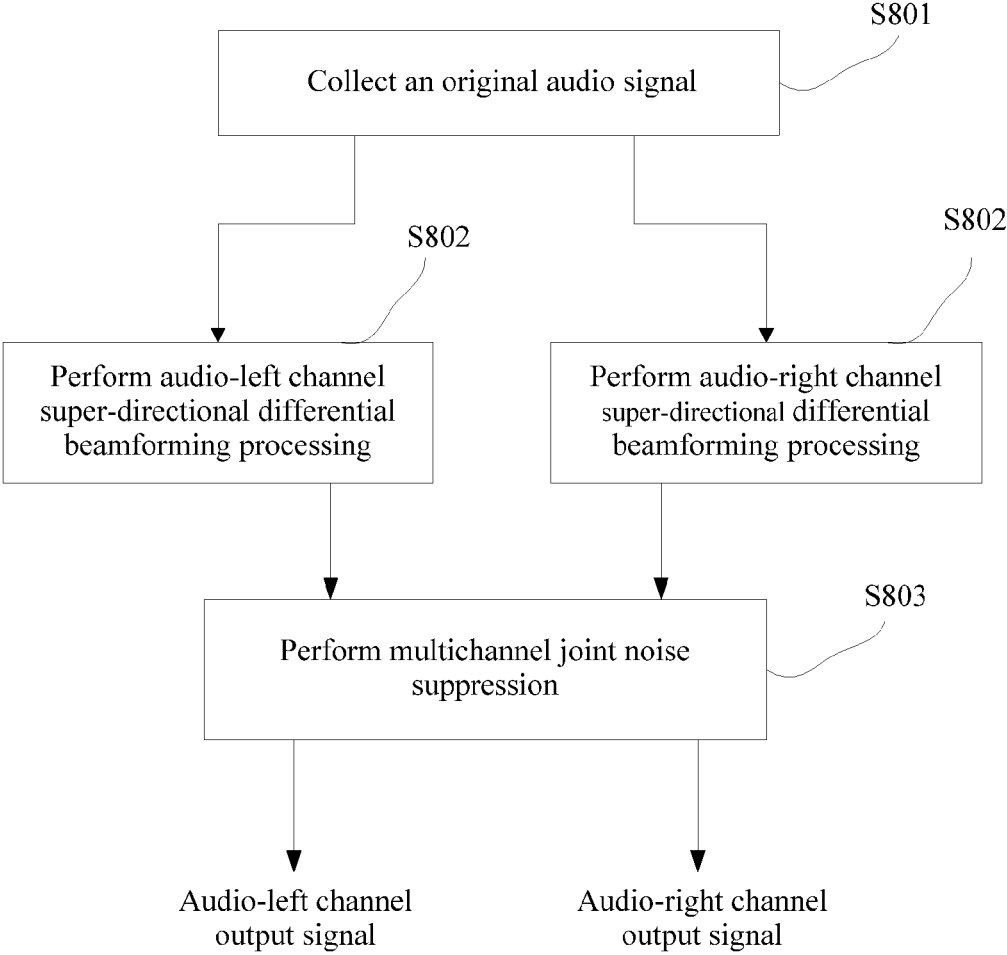 S801
Collect an original audio signal
S802
S802
Perform audio-left channel
super-directional differential
beamforming processing
Perform audio-right channel
super-directional differential
beamforming processing
S803
Perform multichannel joint noise
suppression
Audio-left channel
output signal
Audio-right channel
output signal